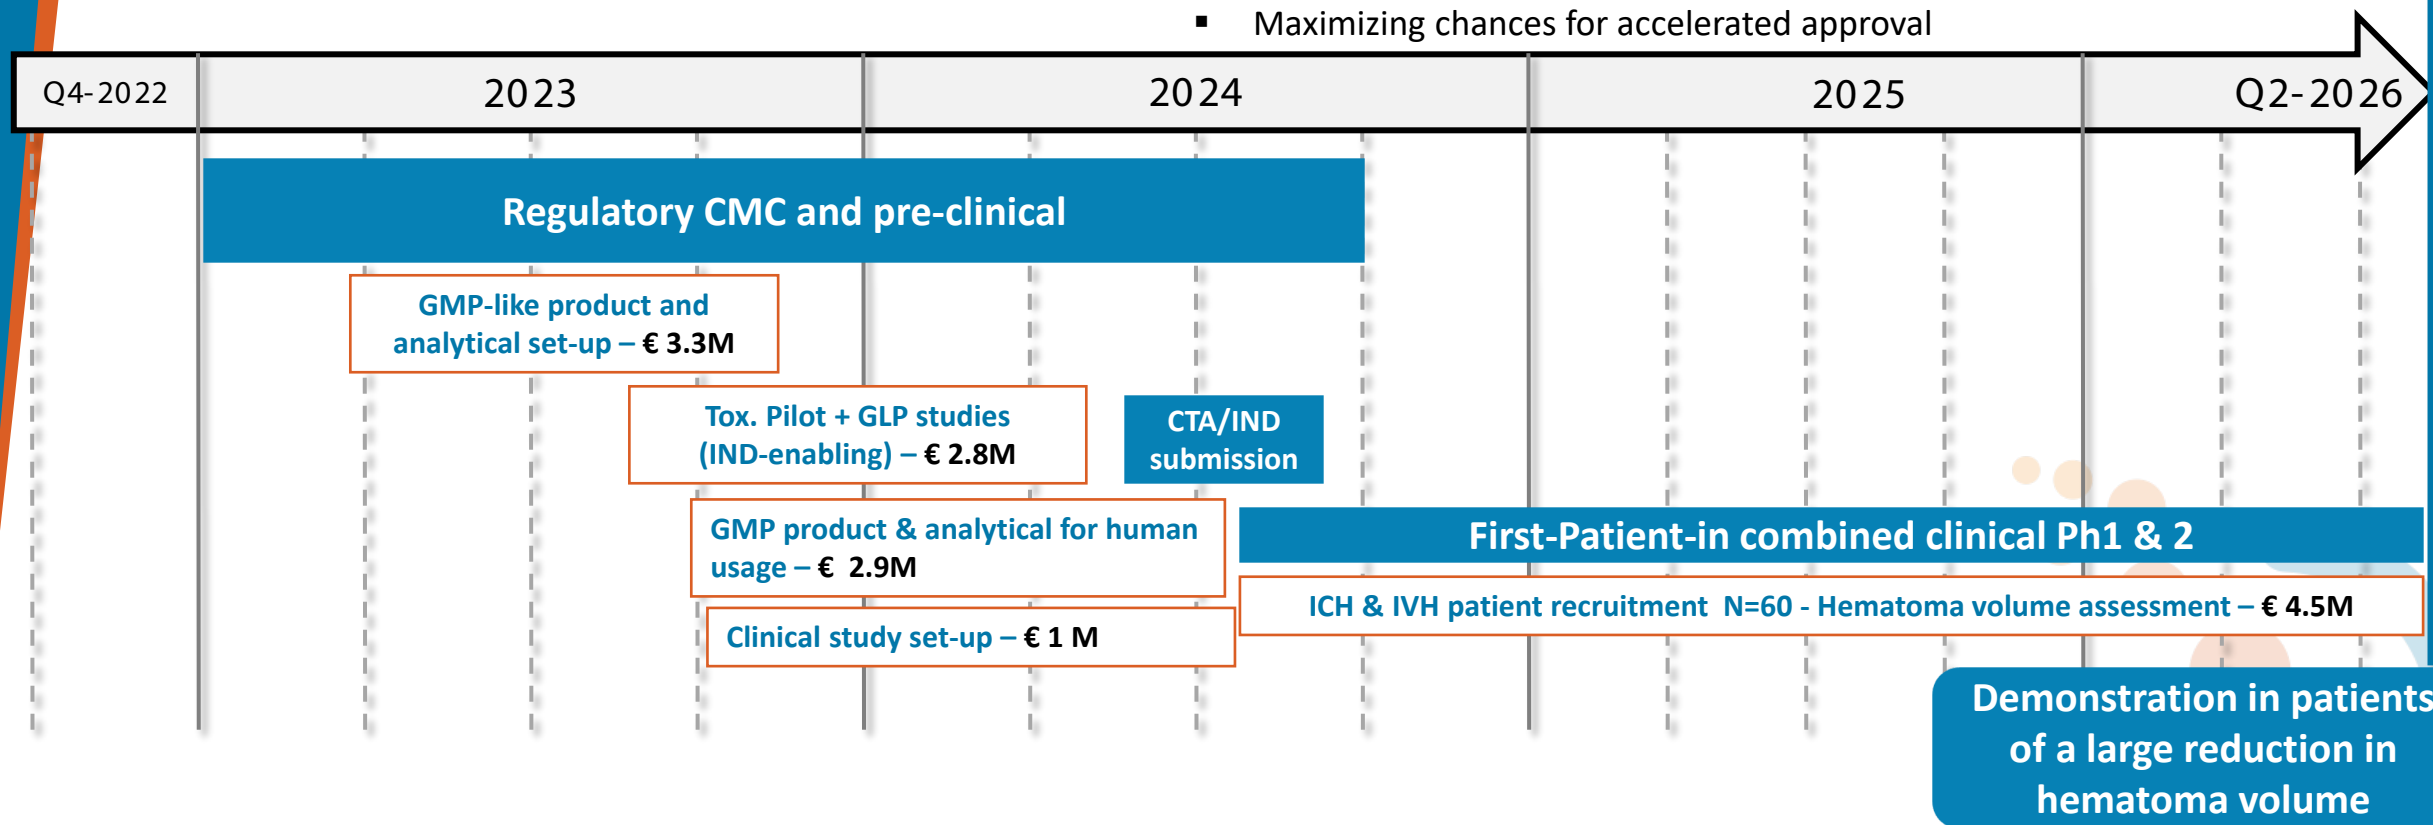 ▪ Maximizing chances for accelerated approval
Q4-2022
2023
2024
2025
Q2-2026
Regulatory CMC and pre-clinical
GMP-like product and
analytical set-up – € 3.3M
Tox. Pilot + GLP studies
(IND-enabling) – € 2.8M
CTA/IND
submission
GMP product & analytical for human
usage – € 2.9M
First-Patient-in combined clinical Ph1 & 2
ICH & IVH patient recruitment N=60 - Hematoma volume assessment – € 4.5M
Clinical study set-up – € 1 M
Demonstration in patients
of a large reduction in
hematoma volume